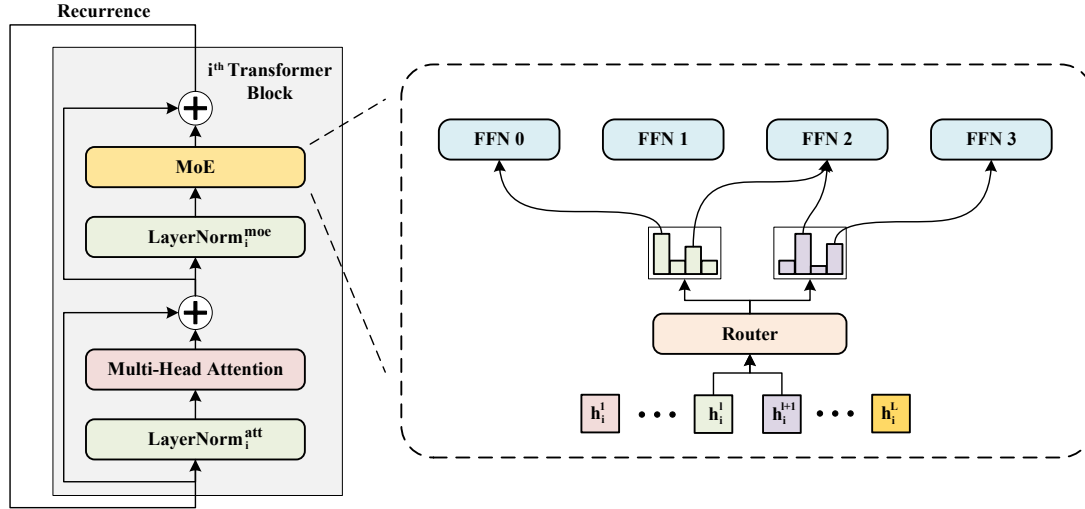 Recurrence
iᵗʰ Transformer
Block
MoE
LayerNormᵢᵐᵒᵉ
Multi-Head Attention
LayerNormᵢᵃᵗᵗ
FFN 0
FFN 1
FFN 2
FFN 3
Router
hᵢ¹ • • • hᵢˡ hᵢˡ⁺¹ • • • hᵢᴸ